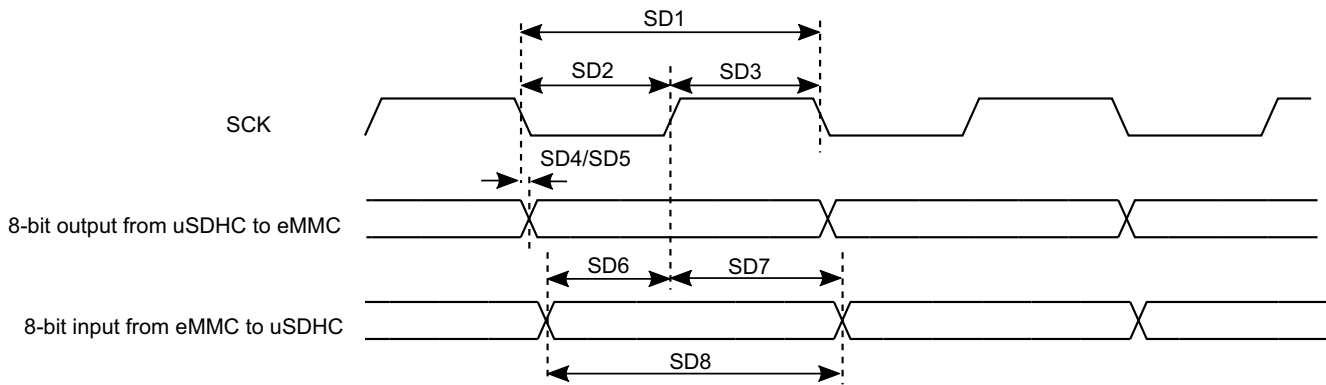 SD1
SD2
SD3
SCK
SD4/SD5
8-bit output from uSDHC to eMMC
SD6
SD7
8-bit input from eMMC to uSDHC
SD8